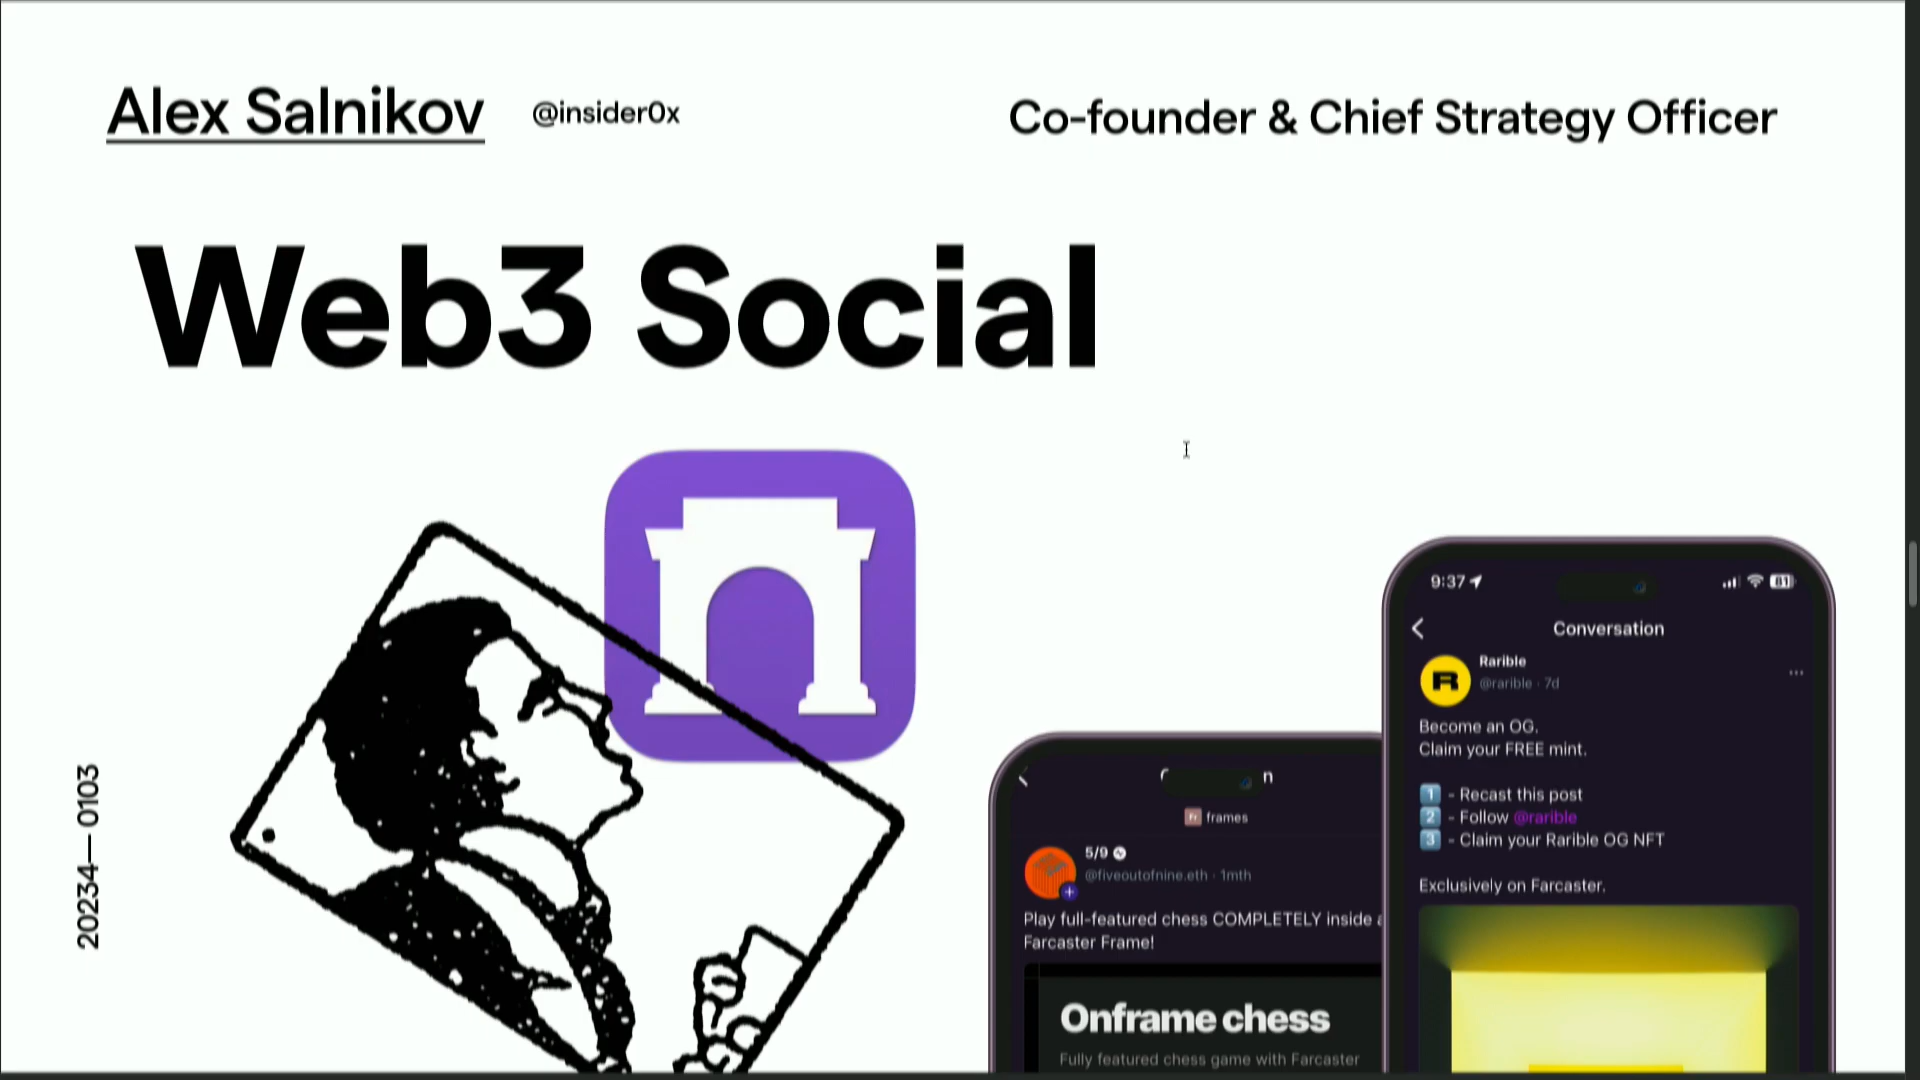 Alex Salnikov @insider0x
Co-founder & Chief Strategy Officer
Web3 Social
20234— 0103
frames
5/9
@fiveoutofnine.eth · 1mth
Play full-featured chess COMPLETELY inside a
Farcaster Frame!
Onframe chess
Fully featured chess game with Farcaster
9:37
81
Conversation
Rarible
@rarible · 7d
Become an OG.
Claim your FREE mint.
1 - Recast this post
2 - Follow @rarible
3 - Claim your Rarible OG NFT
Exclusively on Farcaster.